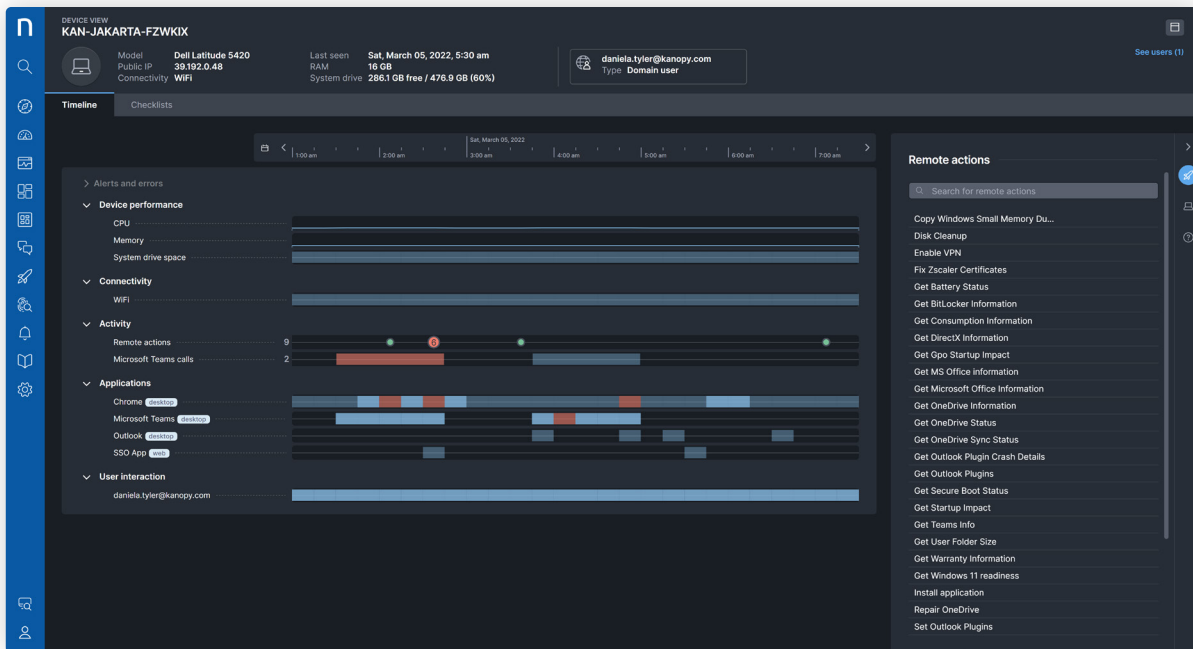 n
DEVICE VIEW
KAN-JAKARTA-FZWKIX
Model Dell Latitude 5420
Public IP 39.192.0.48
Connectivity WiFi
Last seen Sat, March 05, 2022, 5:30 am
RAM 16 GB
System drive 286.1 GB free / 476.9 GB (60%)
daniela.tyler@kanopy.com
Type Domain user
See users (1)
Timeline
Checklists
Sat, March 05, 2022
1:00 am 2:00 am 3:00 am 4:00 am 5:00 am 6:00 am 7:00 am
Alerts and errors
Device performance
CPU
Memory
System drive space
Connectivity
WiFi
Activity
Remote actions 9 6
Microsoft Teams calls 2
Applications
Chrome desktop
Microsoft Teams desktop
Outlook desktop
SSO App web
User interaction
daniela.tyler@kanopy.com
Remote actions
Search for remote actions
Copy Windows Small Memory Du...
Disk Cleanup
Enable VPN
Fix Zscaler Certificates
Get Battery Status
Get BitLocker Information
Get Consumption Information
Get DirectX Information
Get Gpo Startup Impact
Get MS Office information
Get Microsoft Office Information
Get OneDrive Information
Get OneDrive Status
Get OneDrive Sync Status
Get Outlook Plugin Crash Details
Get Outlook Plugins
Get Secure Boot Status
Get Startup Impact
Get Teams Info
Get User Folder Size
Get Warranty Information
Get Windows 11 readiness
Install application
Repair OneDrive
Set Outlook Plugins